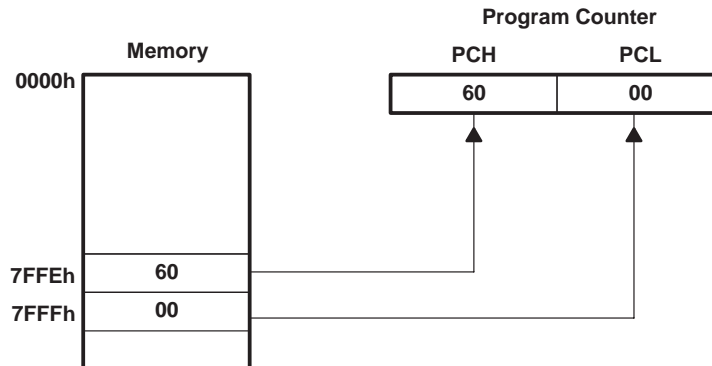 Program Counter
Memory
PCH PCL
0000h
60 00
7FFEh 60
7FFFh 00